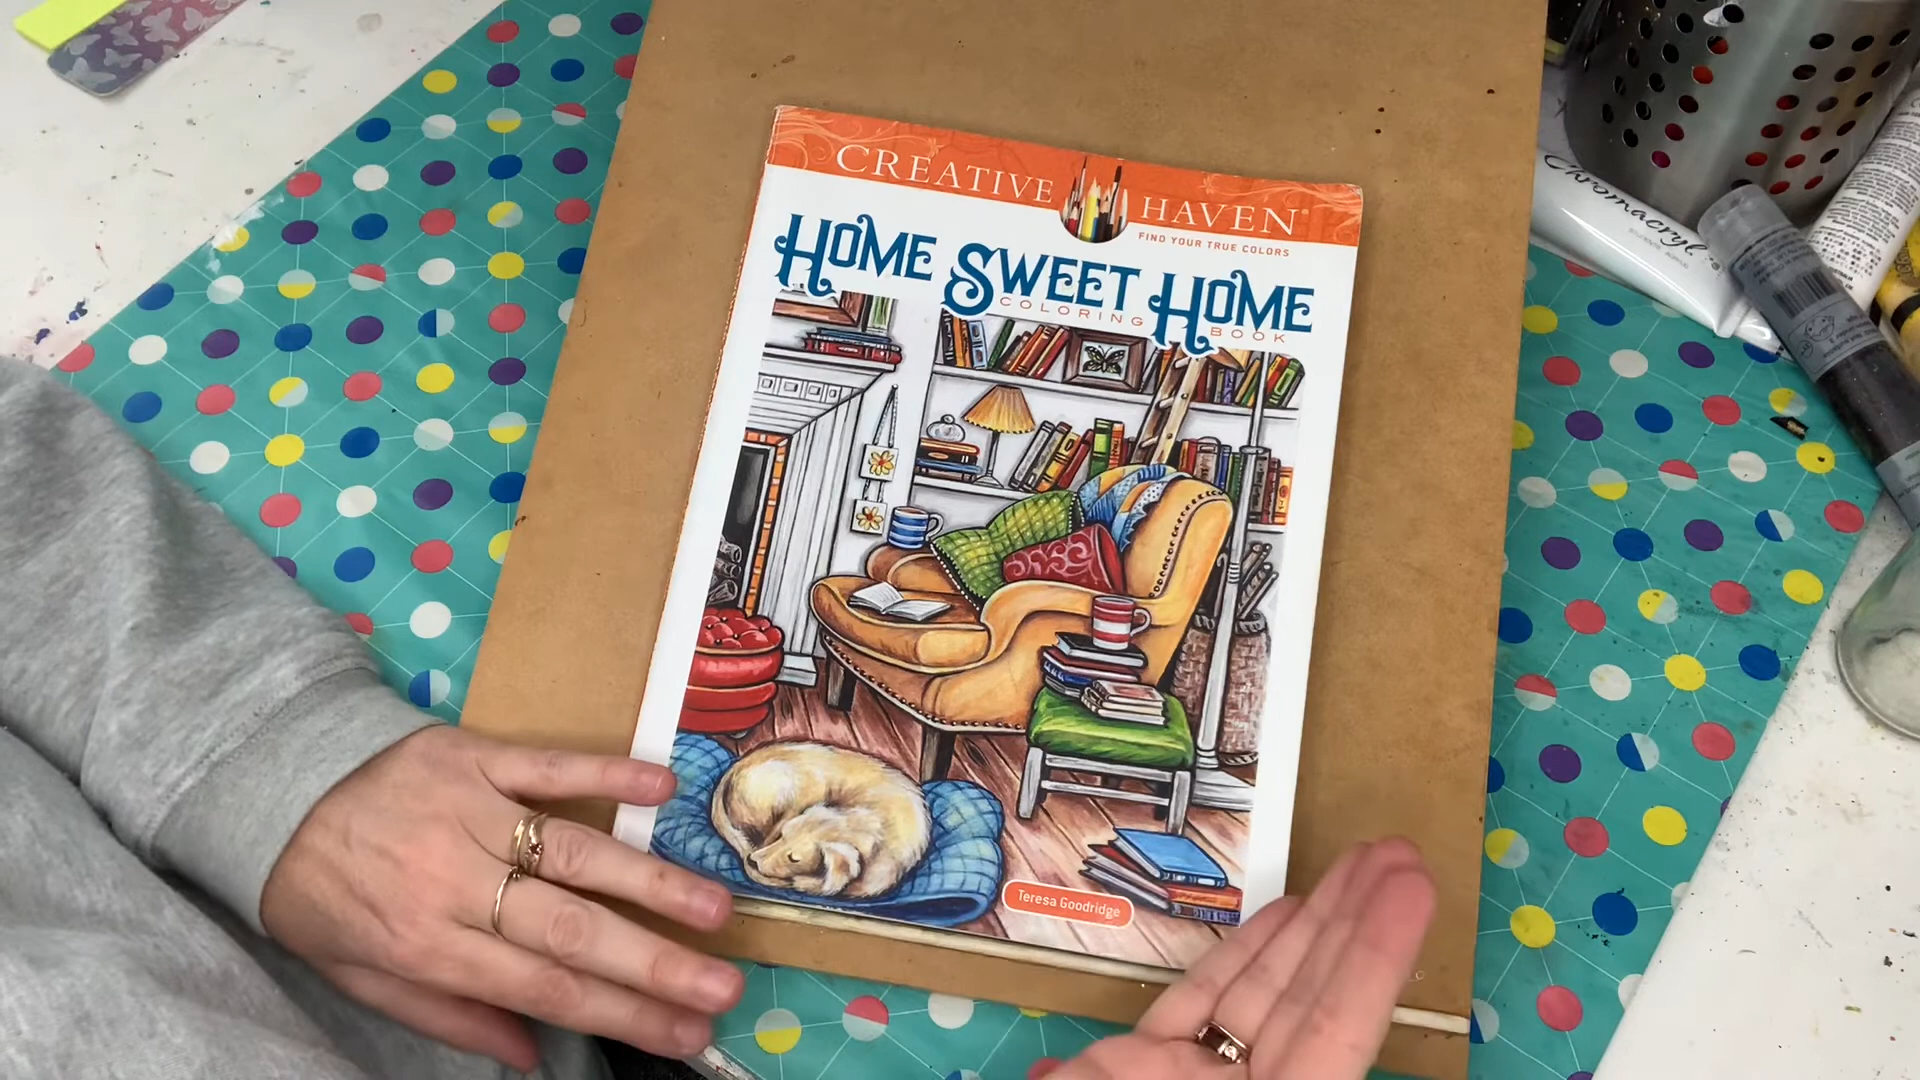 CREATIVE HAVEN®
FIND YOUR TRUE COLORS
HOME SWEET HOME
COLORING BOOK
Teresa Goodridge
Chromacryl